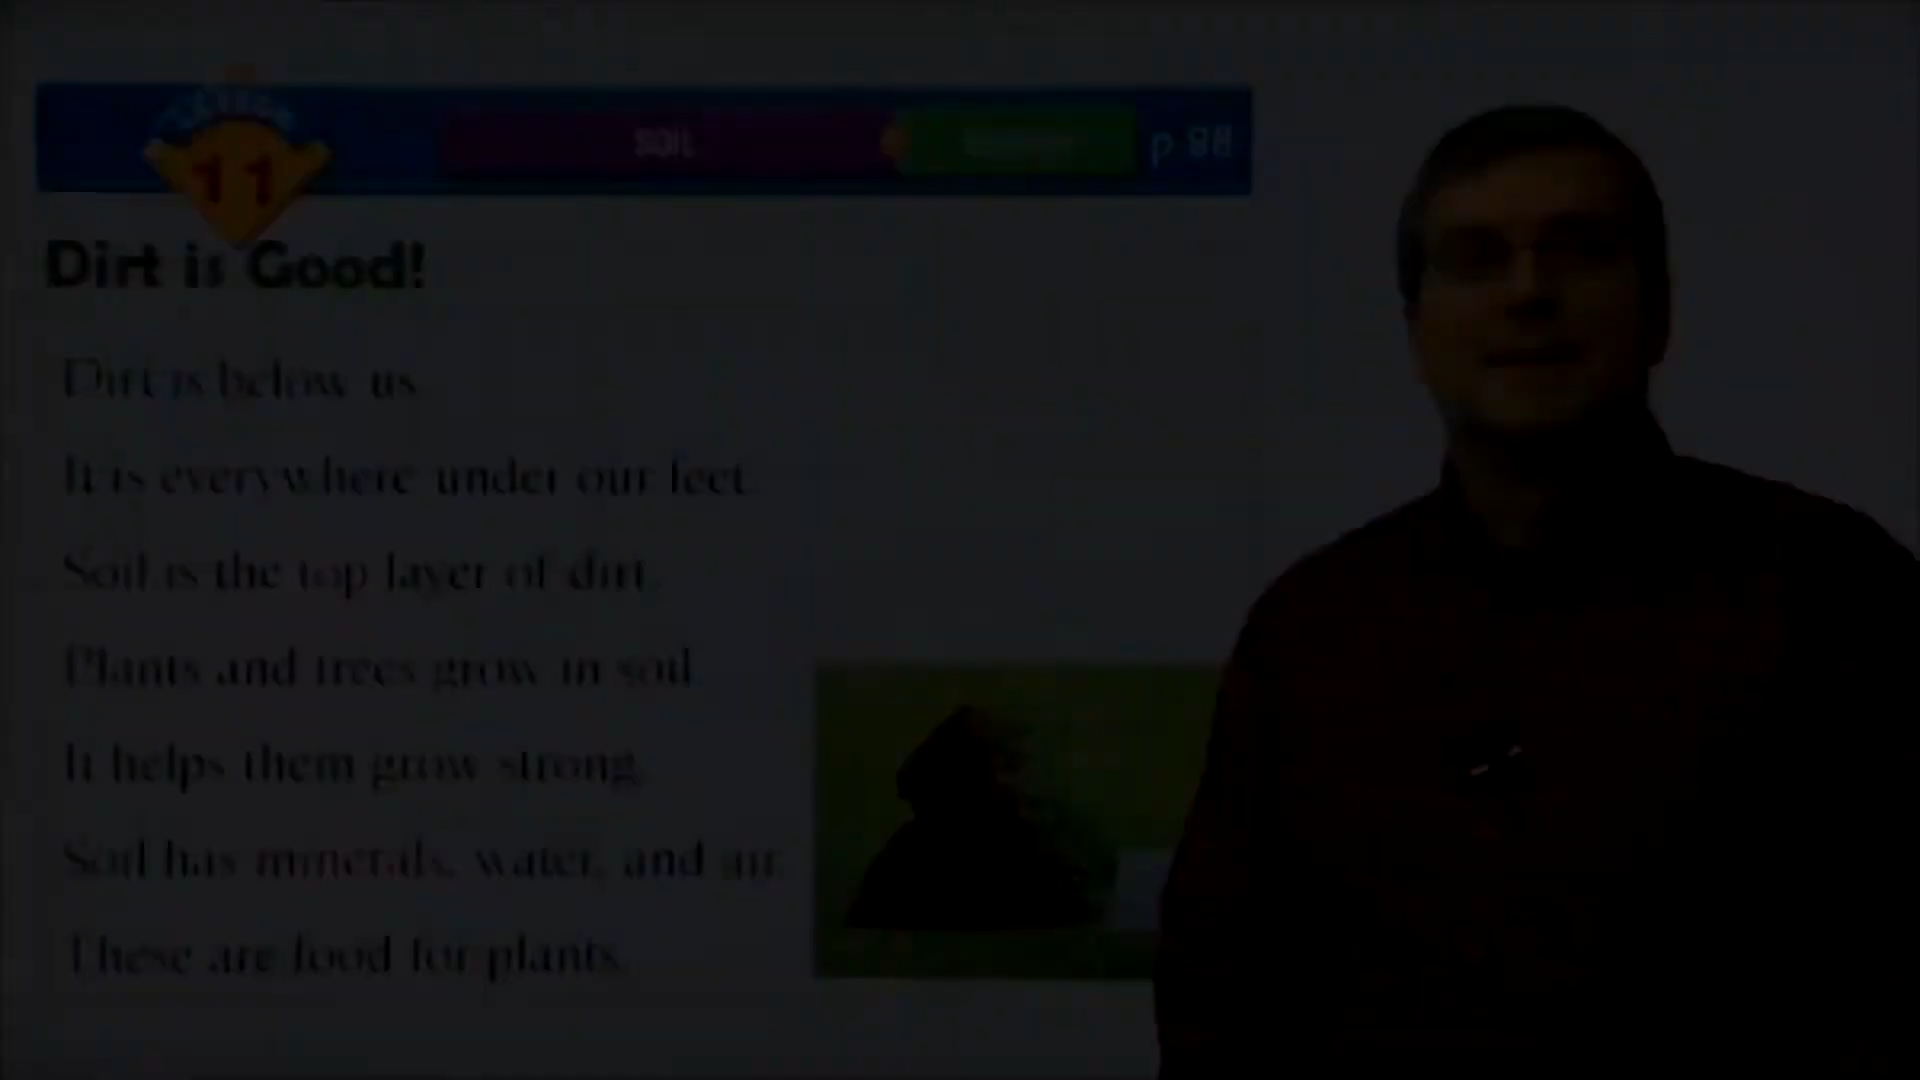 11
SOIL
p 98
Dirt is Good!
Dirt is below us
It is everywhere under our feet.
Soil is the top layer of dirt.
Plants and trees grow in soil.
It helps them grow strong.
Soil has minerals, water, and air.
These are food for plants.